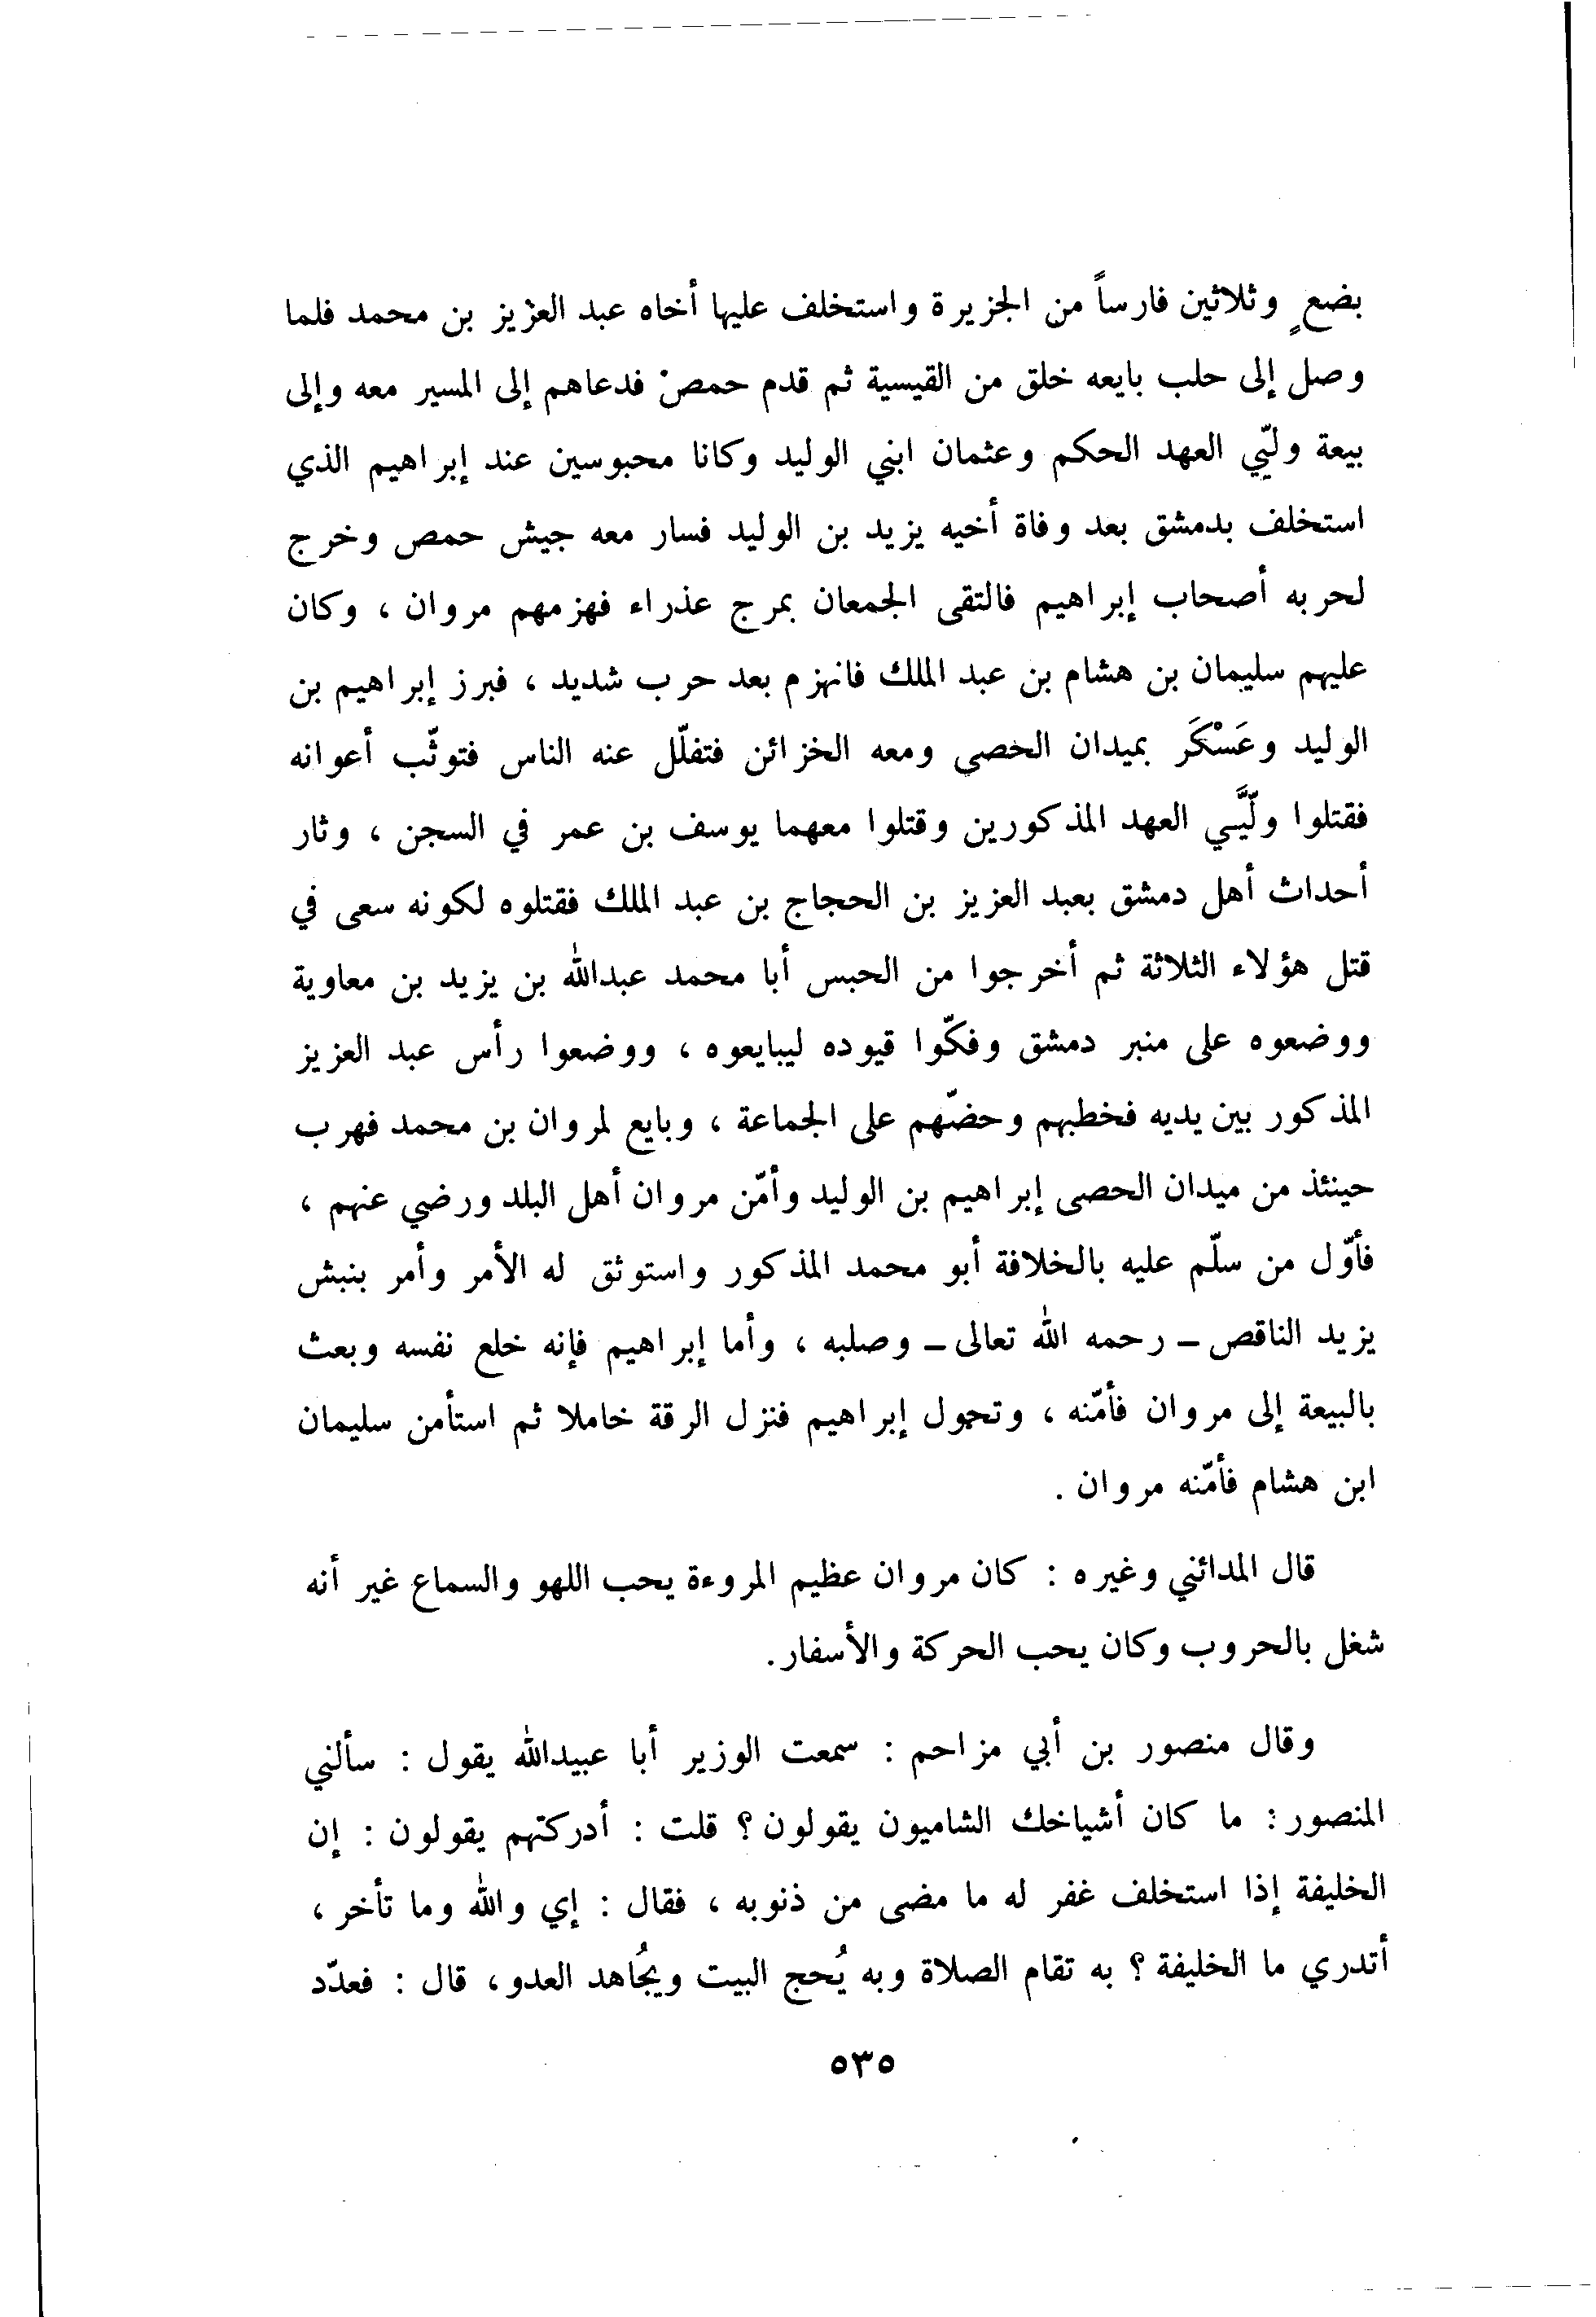 بضعٍ وثلاثين فارساً من الجزيرة واستخلف عليها أخاه عبد العزيز بن محمد فلما
وصل إلى حلب بايعه خلق من القيسية ثم قدم حمص فدعاهم إلى المسير معه وإلى
بيعة وليّي العهد الحكم وعثمان ابني الوليد وكانا محبوسين عند إبراهيم الذي
استخلف بدمشق بعد وفاة أخيه يزيد بن الوليد فسار معه جيش حمص وخرج
لحربه أصحاب إبراهيم فالتقى الجمعان بمرج عذراء فهزمهم مروان ، وكان
عليهم سليمان بن هشام بن عبد الملك فانهزم بعد حرب شديد ، فبرز إبراهيم بن
الوليد وعَسْكَر بميدان الحصى ومعه الخزائن فتفلّل عنه الناس فتوثّب أعوانه
فقتلوا وليَّي العهد المذكورين وقتلوا معهما يوسف بن عمر في السجن ، وثار
أحداث أهل دمشق بعبد العزيز بن الحجاج بن عبد الملك فقتلوه لكونه سعى في
قتل هؤلاء الثلاثة ثم أخرجوا من الحبس أبا محمد عبدالله بن يزيد بن معاوية
ووضعوه على منبر دمشق وفكّوا قيوده ليبايعوه ، ووضعوا رأس عبد العزيز
المذكور بين يديه فخطبهم وحضّهم على الجماعة ، وبايع لمروان بن محمد فهرب
حينئذ من ميدان الحصى إبراهيم بن الوليد وأمّن مروان أهل البلد ورضي عنهم ،
فأوّل من سلّم عليه بالخلافة أبو محمد المذكور واستوثق له الأمر وأمر بنبش
يزيد الناقص – رحمه الله تعالى – وصلبه ، وأما إبراهيم فإنه خلع نفسه وبعث
بالبيعة إلى مروان فأمّنه ، وتحول إبراهيم فنزل الرقة خاملا ثم استأمن سليمان
ابن هشام فأمّنه مروان .
قال المدائني وغيره : كان مروان عظيم المروءة يحب اللهو والسماع غير أنه
شغل بالحروب وكان يحب الحركة والأسفار.
وقال منصور بن أبي مزاحم : سمعت الوزير أبا عبيدالله يقول : سألني
المنصور : ما كان أشياخك الشاميون يقولون ؟ قلت : أدركتهم يقولون : إن
الخليفة إذا استخلف غفر له ما مضى من ذنوبه ، فقال : إي والله وما تأخر ،
أتدري ما الخليفة ؟ به تقام الصلاة وبه يُحج البيت ويجُاهد العدو ، قال : فعدّد
٥٣٥